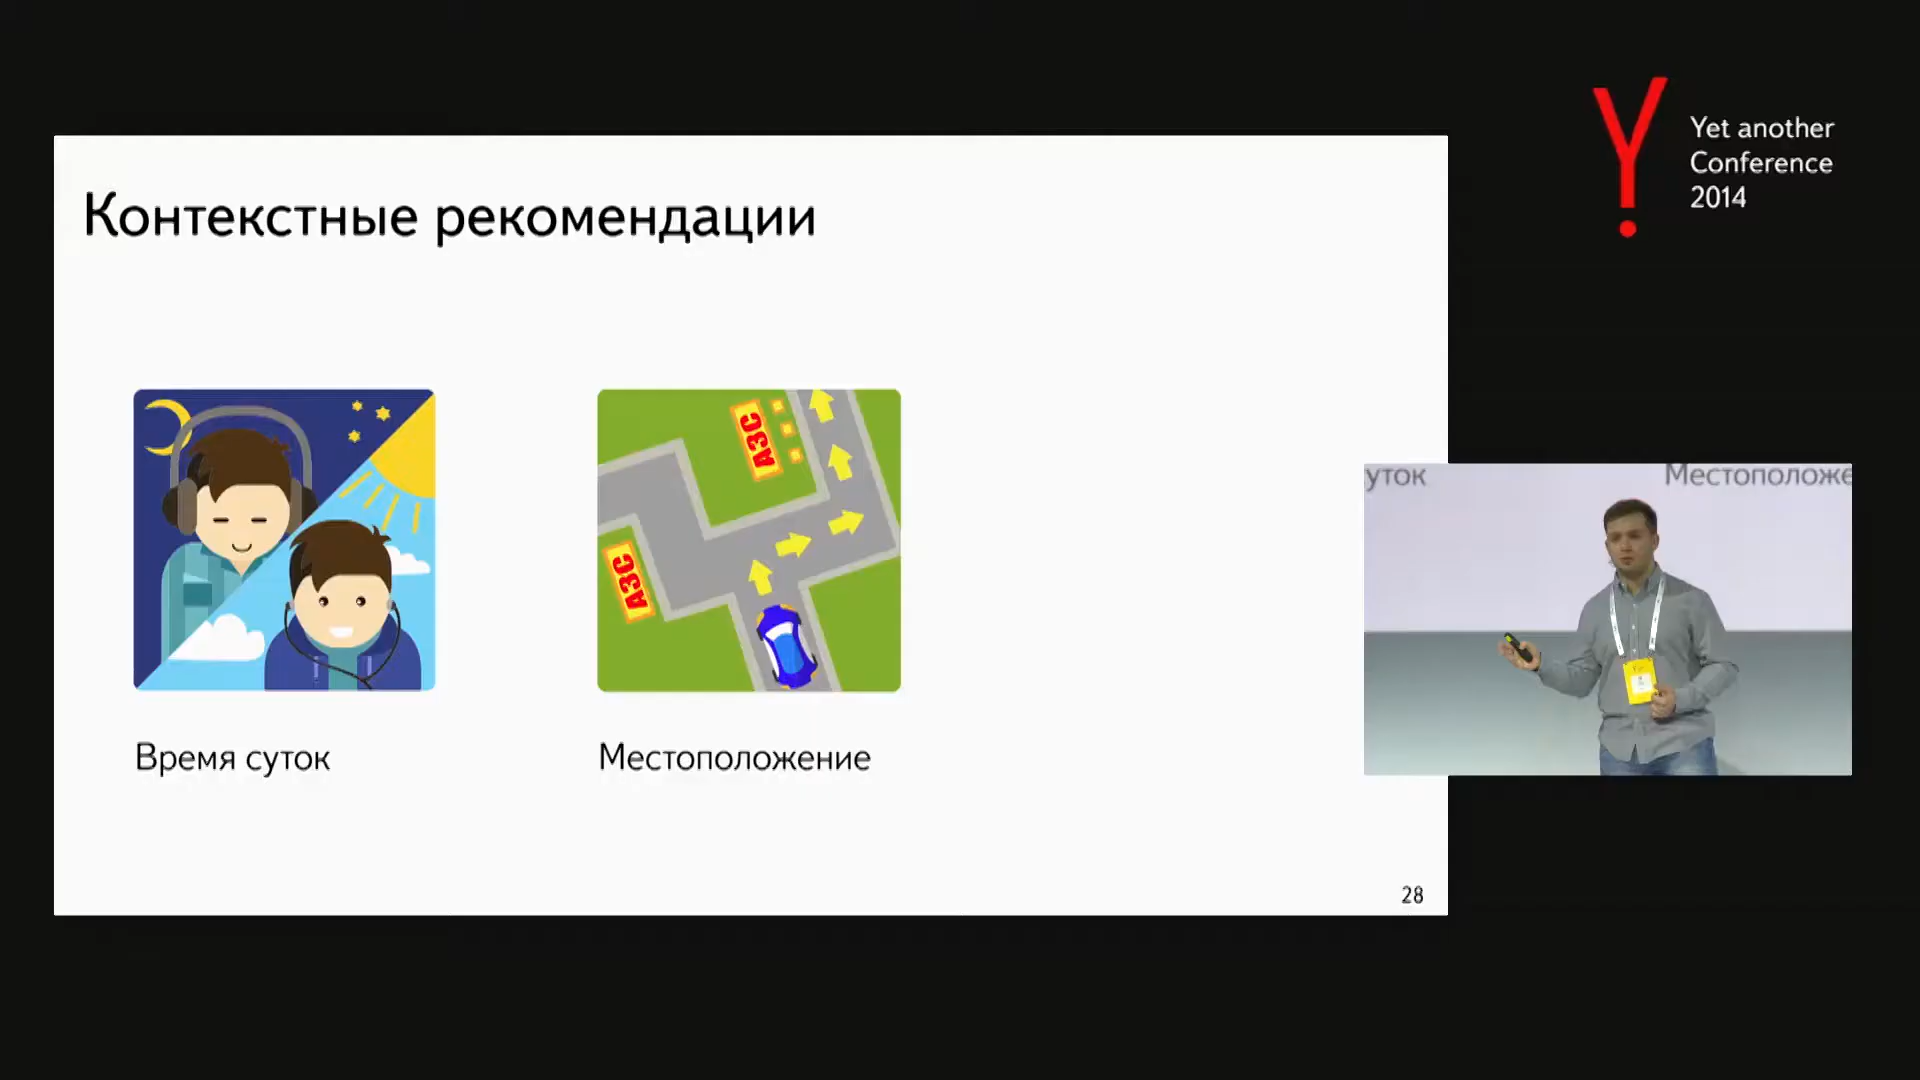 Yet another
Conference
2014
Контекстные рекомендации
АЗС
АЗС
Время суток
Местоположение
уток
Местоположе
28